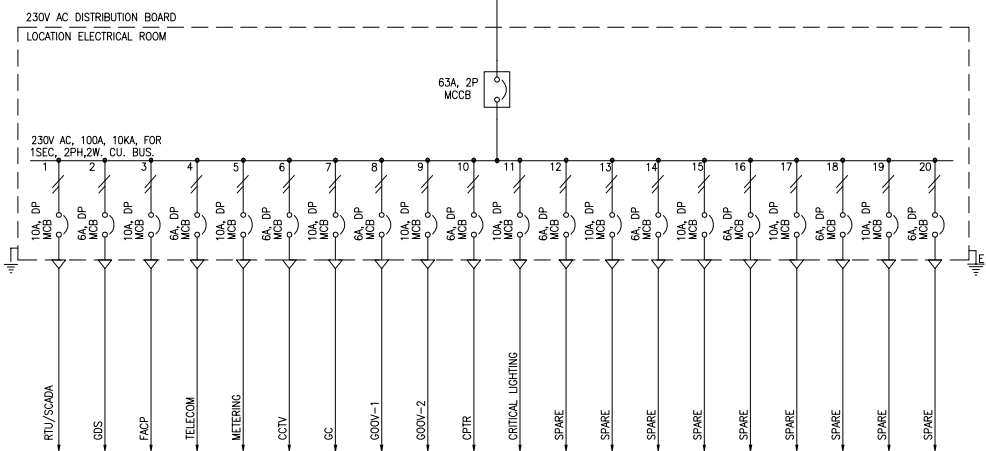 230V AC DISTRIBUTION BOARD
LOCATION ELECTRICAL ROOM
63A, 2P
MCCB
230V AC, 100A, 10KA, FOR
1SEC, 2PH,2W. CU. BUS.
1 2 3 4 5 6 7 8 9 10 11 12 13 14 15 16 17 18 19 20
10A, DP
MCB
6A, DP
MCB
10A, DP
MCB
6A, DP
MCB
10A, DP
MCB
6A, DP
MCB
10A, DP
MCB
6A, DP
MCB
10A, DP
MCB
6A, DP
MCB
10A, DP
MCB
6A, DP
MCB
10A, DP
MCB
6A, DP
MCB
10A, DP
MCB
6A, DP
MCB
10A, DP
MCB
6A, DP
MCB
10A, DP
MCB
6A, DP
MCB
E
RTU/SCADA
GDS
FACP
TELECOM
METERING
CCTV
GC
GOOV-1
GOOV-2
CPTR
CRITICAL LIGHTING
SPARE
SPARE
SPARE
SPARE
SPARE
SPARE
SPARE
SPARE
SPARE